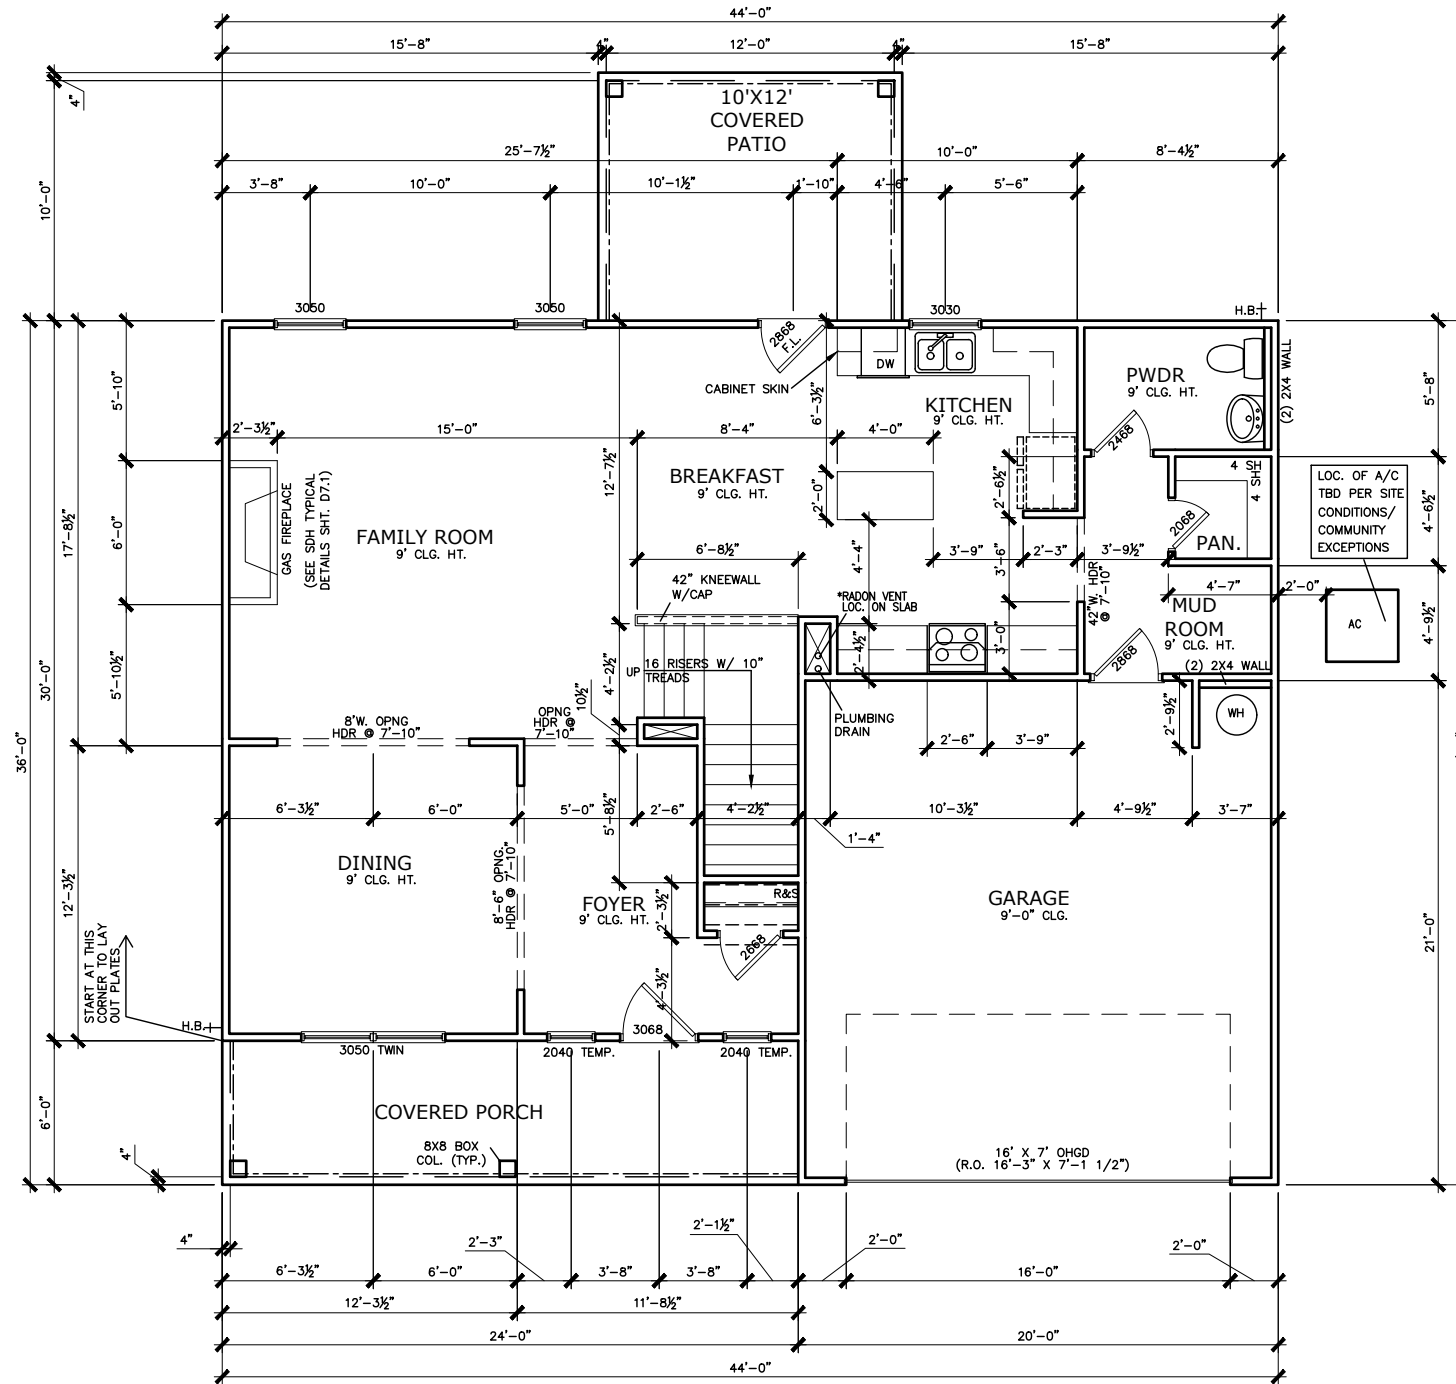 44'-0"
15'-8" 4" 12'-0" 4" 15'-8"
4"
10'X12'
COVERED
PATIO
25'-7½" 10'-0" 8'-4½"
3'-8" 10'-0" 10'-1½" 1'-10" 4'-6" 5'-6"
10'-0"
3050 3050 3030 H.B.
2868
F.L.
DW
CABINET SKIN
PWDR
9' CLG. HT.
(2) 2X4 WALL
5'-8"
5'-10"
6'-3½"
KITCHEN
9' CLG. HT.
2468
2'-3½" 15'-0" 8'-4" 4'-0"
12'-7½"
BREAKFAST
9' CLG. HT.
2'-0"
2'-6½"
4 SH
4 SH
LOC. OF A/C
TBD PER SITE
CONDITIONS/
COMMUNITY
EXCEPTIONS
GAS FIREPLACE
(SEE SDH TYPICAL
DETAILS SHT. D7.1)
FAMILY ROOM
9' CLG. HT.
17'-8½"
6'-0"
2068
PAN.
4'-6½"
6'-8½" 4'-4" 3'-9" 3'-6" 2'-3" 3'-9½"
42" KNEEWALL
W/CAP
*RADON VENT
LOC. ON SLAB
42"W. HDR
@ 7'-10"
4'-7" 2'-0"
MUD
ROOM
9' CLG. HT.
AC
4'-9½"
36'-0"
30'-0"
5'-10½"
4'-2½"
UP 16 RISERS W/ 10"
TREADS
2'-4½"
3'-0"
2868
(2) 2X4 WALL
8'W. OPNG
HDR @ 7'-10"
OPNG
HDR @
7'-10"
10½"
PLUMBING
DRAIN
2'-9½"
WH
2'-6" 3'-9"
6'-3½" 6'-0" 5'-0" 5'-8½" 2'-6" 4'-2½" 10'-3½" 4'-9½" 3'-7"
1'-4"
DINING
9' CLG. HT.
8'-6" OPNG.
HDR @ 7'-10"
12'-3½"
FOYER
9' CLG. HT.
2'-3½"
R&S
GARAGE
9'-0" CLG.
21'-0"
2668
START AT THIS
CORNER TO LAY
OUT PLATES
4'-3½"
H.B.
3068
3050 TWIN 2040 TEMP. 2040 TEMP.
6'-0"
COVERED PORCH
8X8 BOX
COL. (TYP.)
4"
16' X 7' OHGD
(R.O. 16'-3" X 7'-1 1/2")
4" 2'-3" 2'-1½" 2'-0" 2'-0"
6'-3½" 6'-0" 3'-8" 3'-8" 16'-0"
12'-3½" 11'-8½"
24'-0" 20'-0"
44'-0"